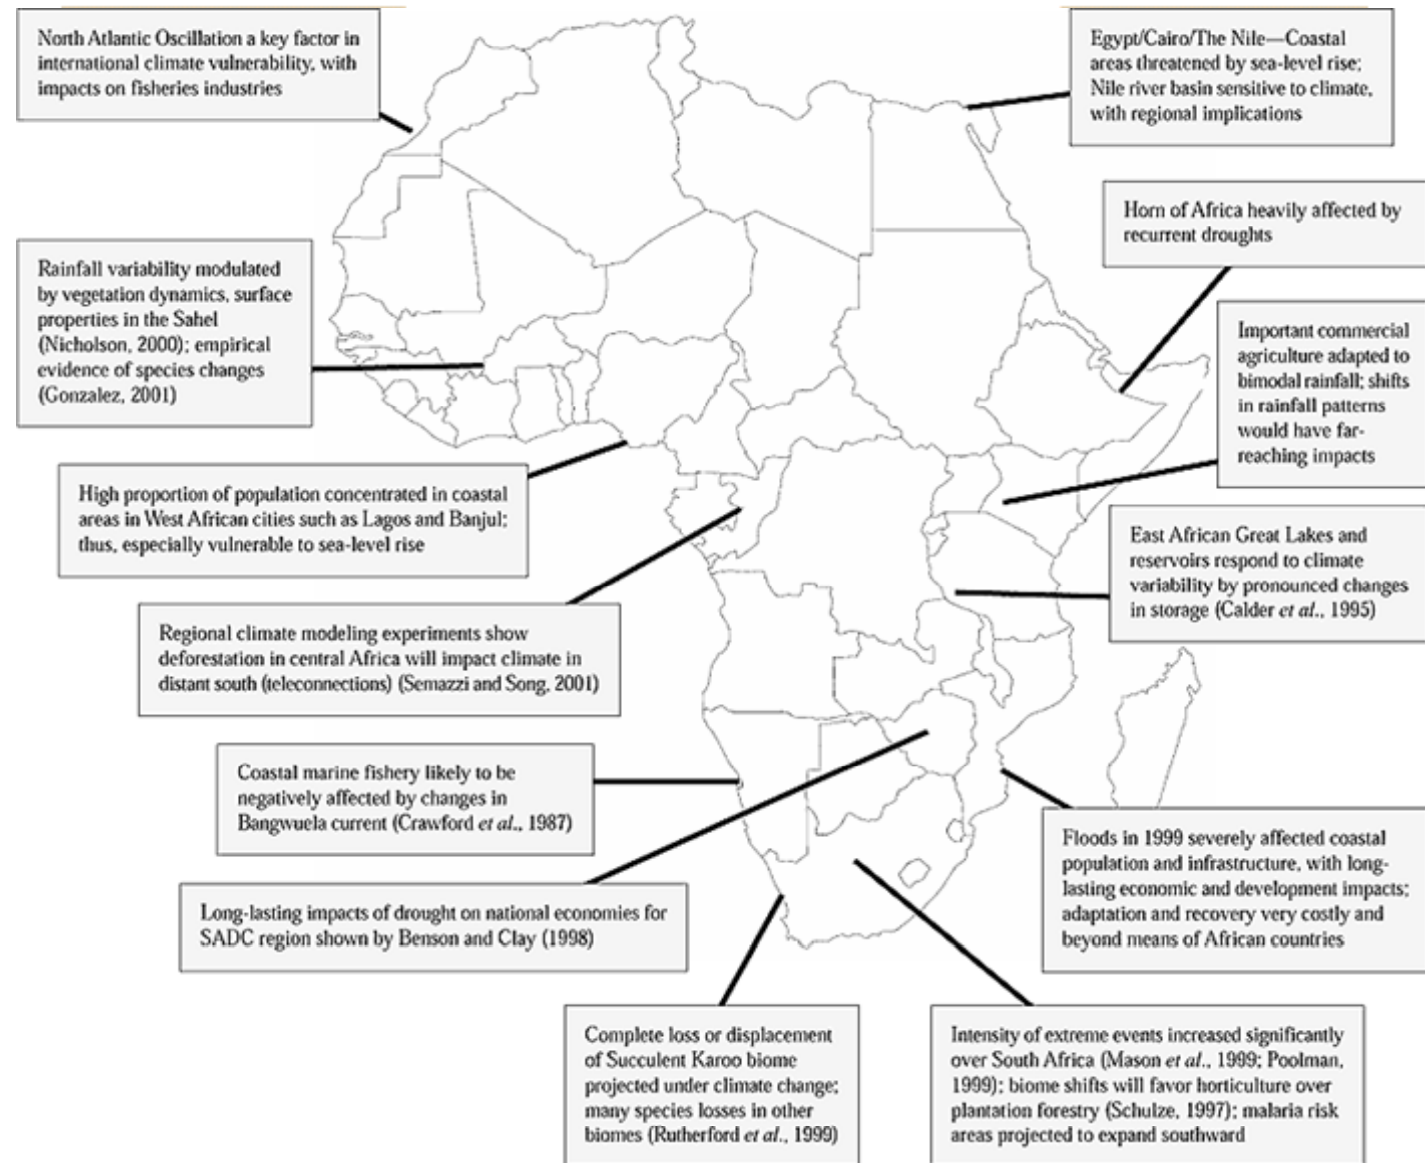 North Atlantic Oscillation a key factor in
international climate vulnerability, with
impacts on fisheries industries
Egypt/Cairo/The Nile—Coastal
areas threatened by sea-level rise;
Nile river basin sensitive to climate,
with regional implications
Horn of Africa heavily affected by
recurrent droughts
Rainfall variability modulated
by vegetation dynamics, surface
properties in the Sahel
(Nicholson, 2000); empirical
evidence of species changes
(Gonzalez, 2001)
Important commercial
agriculture adapted to
bimodal rainfall; shifts
in rainfall patterns
would have far-
reaching impacts
High proportion of population concentrated in coastal
areas in West African cities such as Lagos and Banjul;
thus, especially vulnerable to sea-level rise
East African Great Lakes and
reservoirs respond to climate
variability by pronounced changes
in storage (Calder et al., 1995)
Regional climate modeling experiments show
deforestation in central Africa will impact climate in
distant south (teleconnections) (Semazzi and Song, 2001)
Coastal marine fishery likely to be
negatively affected by changes in
Bangwuela current (Crawford et al., 1987)
Floods in 1999 severely affected coastal
population and infrastructure, with long-
lasting economic and development impacts;
adaptation and recovery very costly and
beyond means of African countries
Long-lasting impacts of drought on national economies for
SADC region shown by Benson and Clay (1998)
Complete loss or displacement
of Succulent Karoo biome
projected under climate change;
many species losses in other
biomes (Rutherford et al., 1999)
Intensity of extreme events increased significantly
over South Africa (Mason et al., 1999; Poolman,
1999); biome shifts will favor horticulture over
plantation forestry (Schulze, 1997); malaria risk
areas projected to expand southward